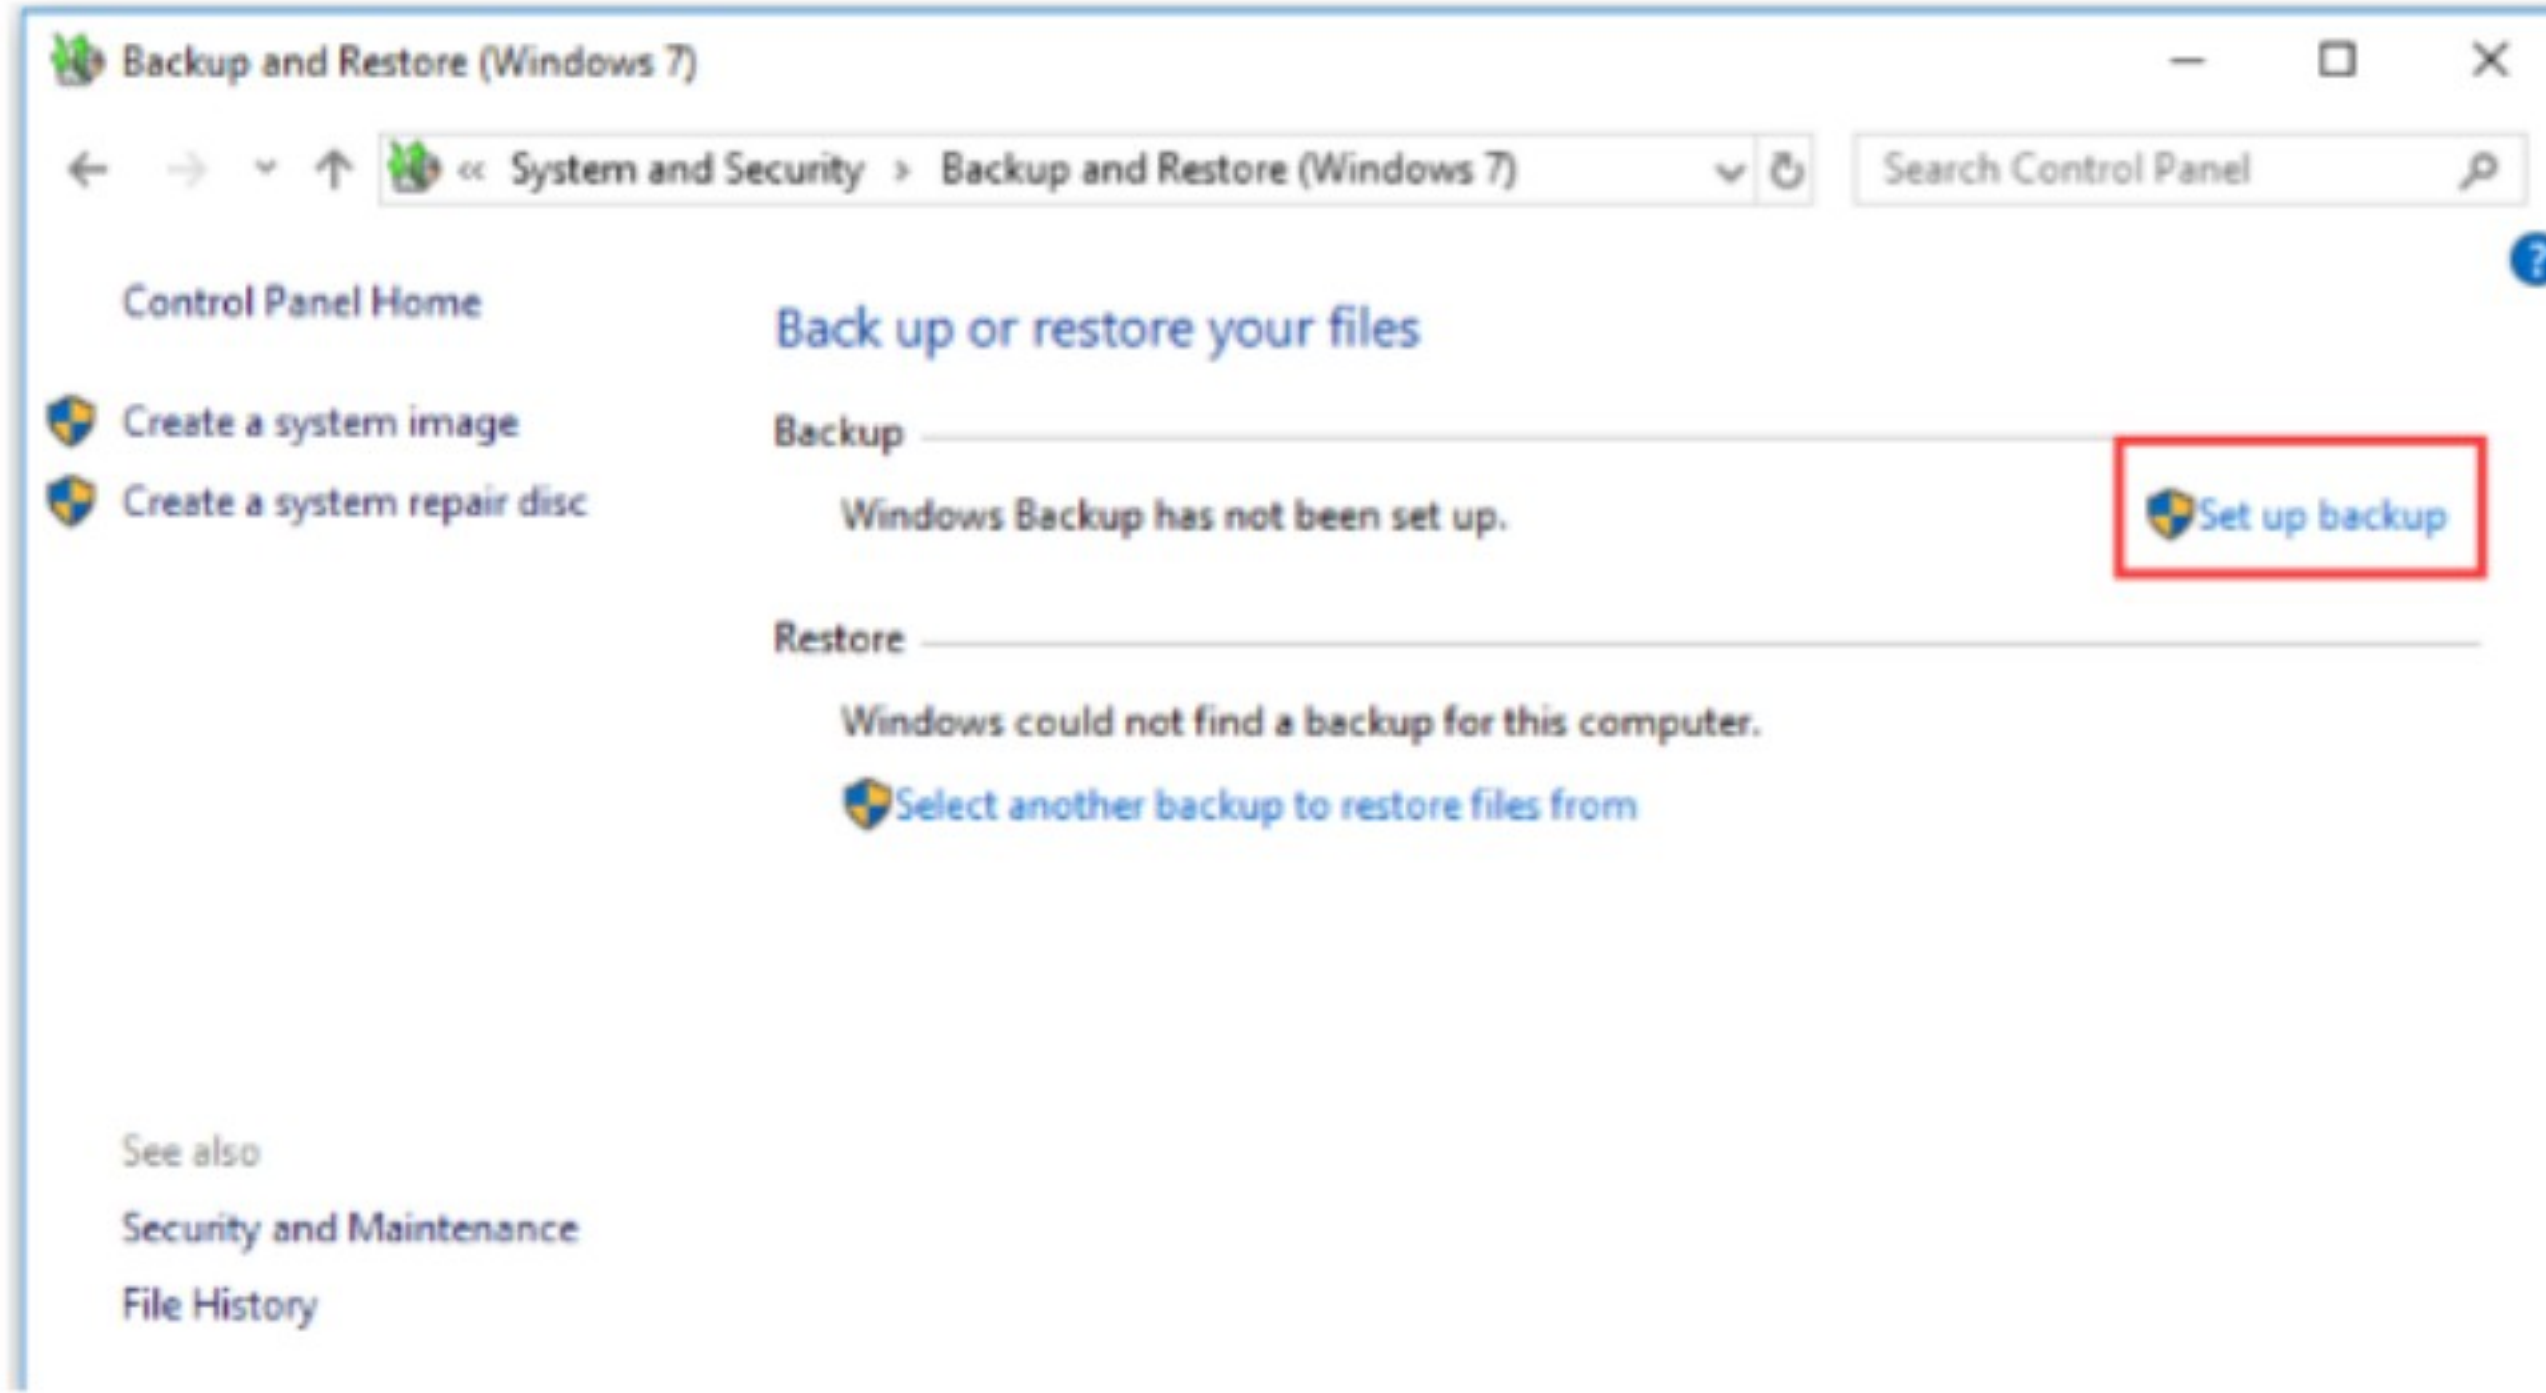 Backup and Restore (Windows 7)
« System and Security > Backup and Restore (Windows 7)
Search Control Panel
?
Control Panel Home
Back up or restore your files
Create a system image
Backup
Create a system repair disc
Windows Backup has not been set up.
Set up backup
Restore
Windows could not find a backup for this computer.
Select another backup to restore files from
See also
Security and Maintenance
File History